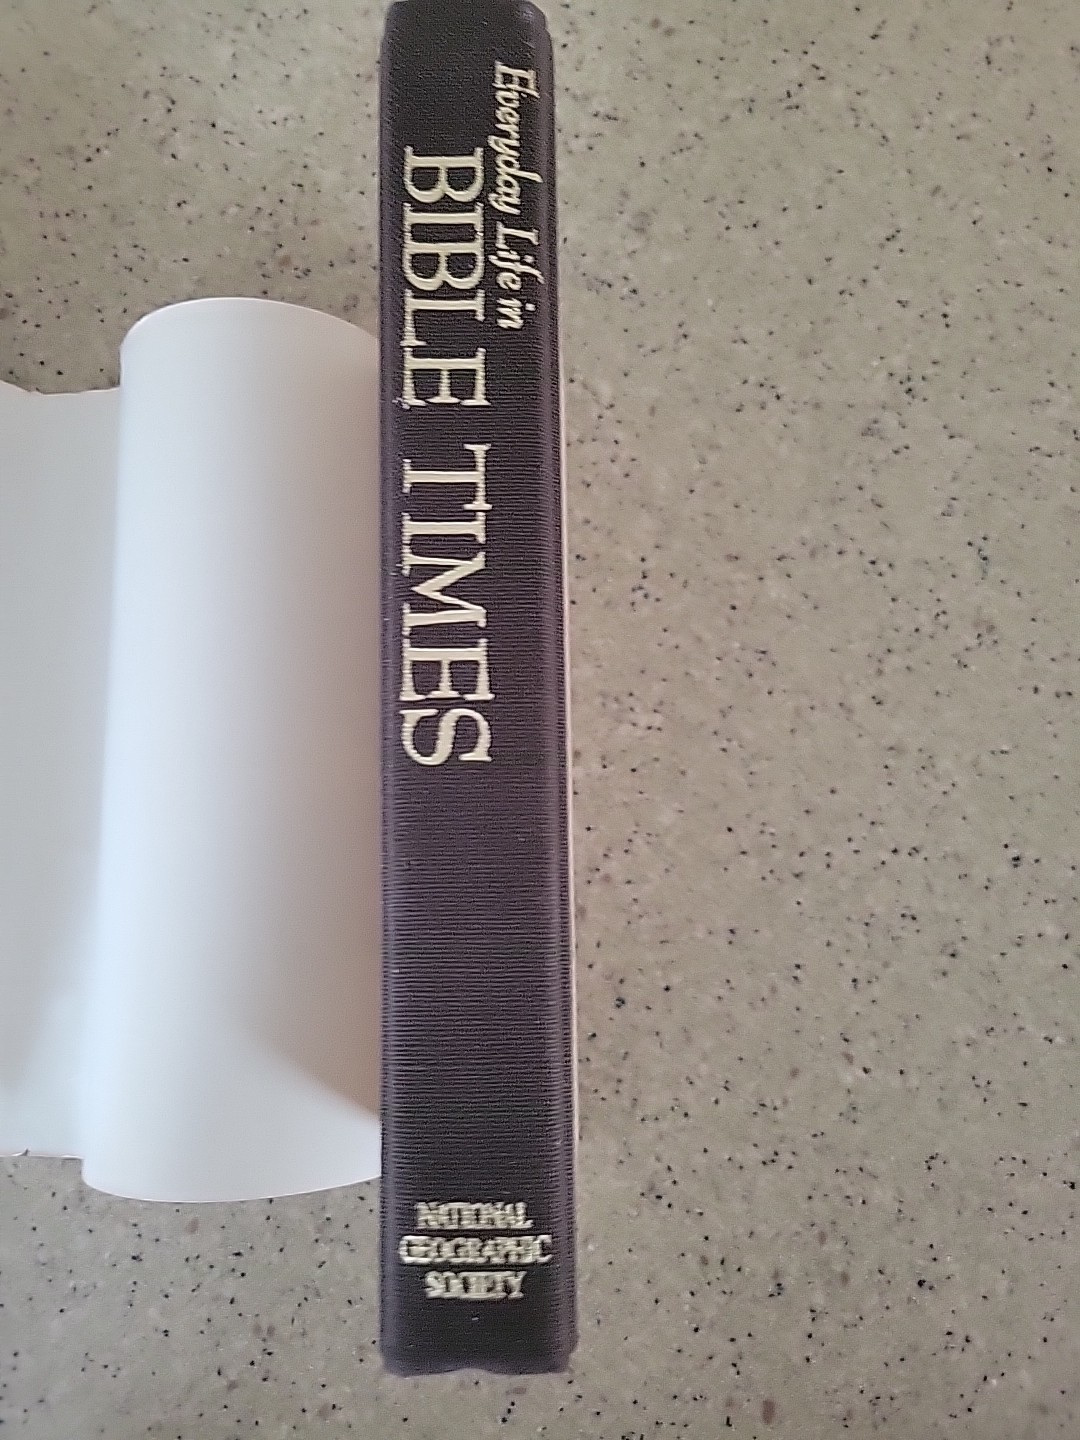 Everyday Life in
BIBLE TIMES
NATIONAL
GEOGRAPHIC
SOCIETY